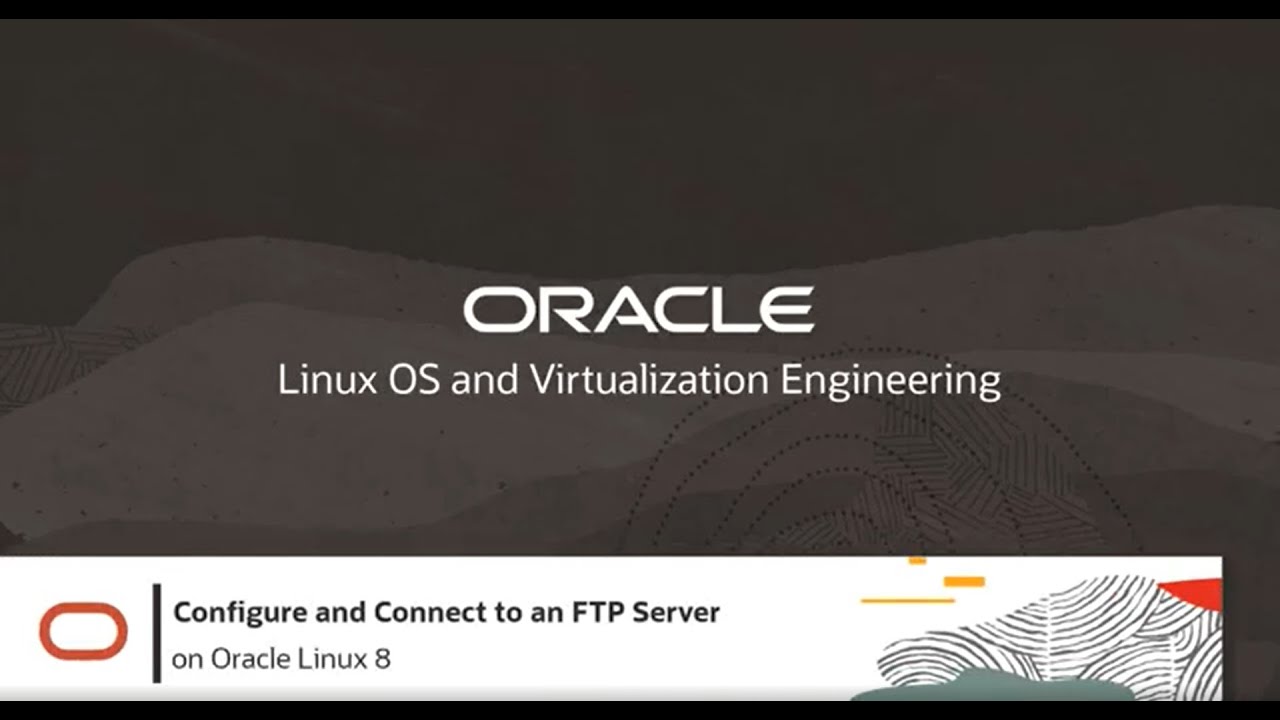 ORACLE
Linux OS and Virtualization Engineering
Configure and Connect to an FTP Server
on Oracle Linux 8